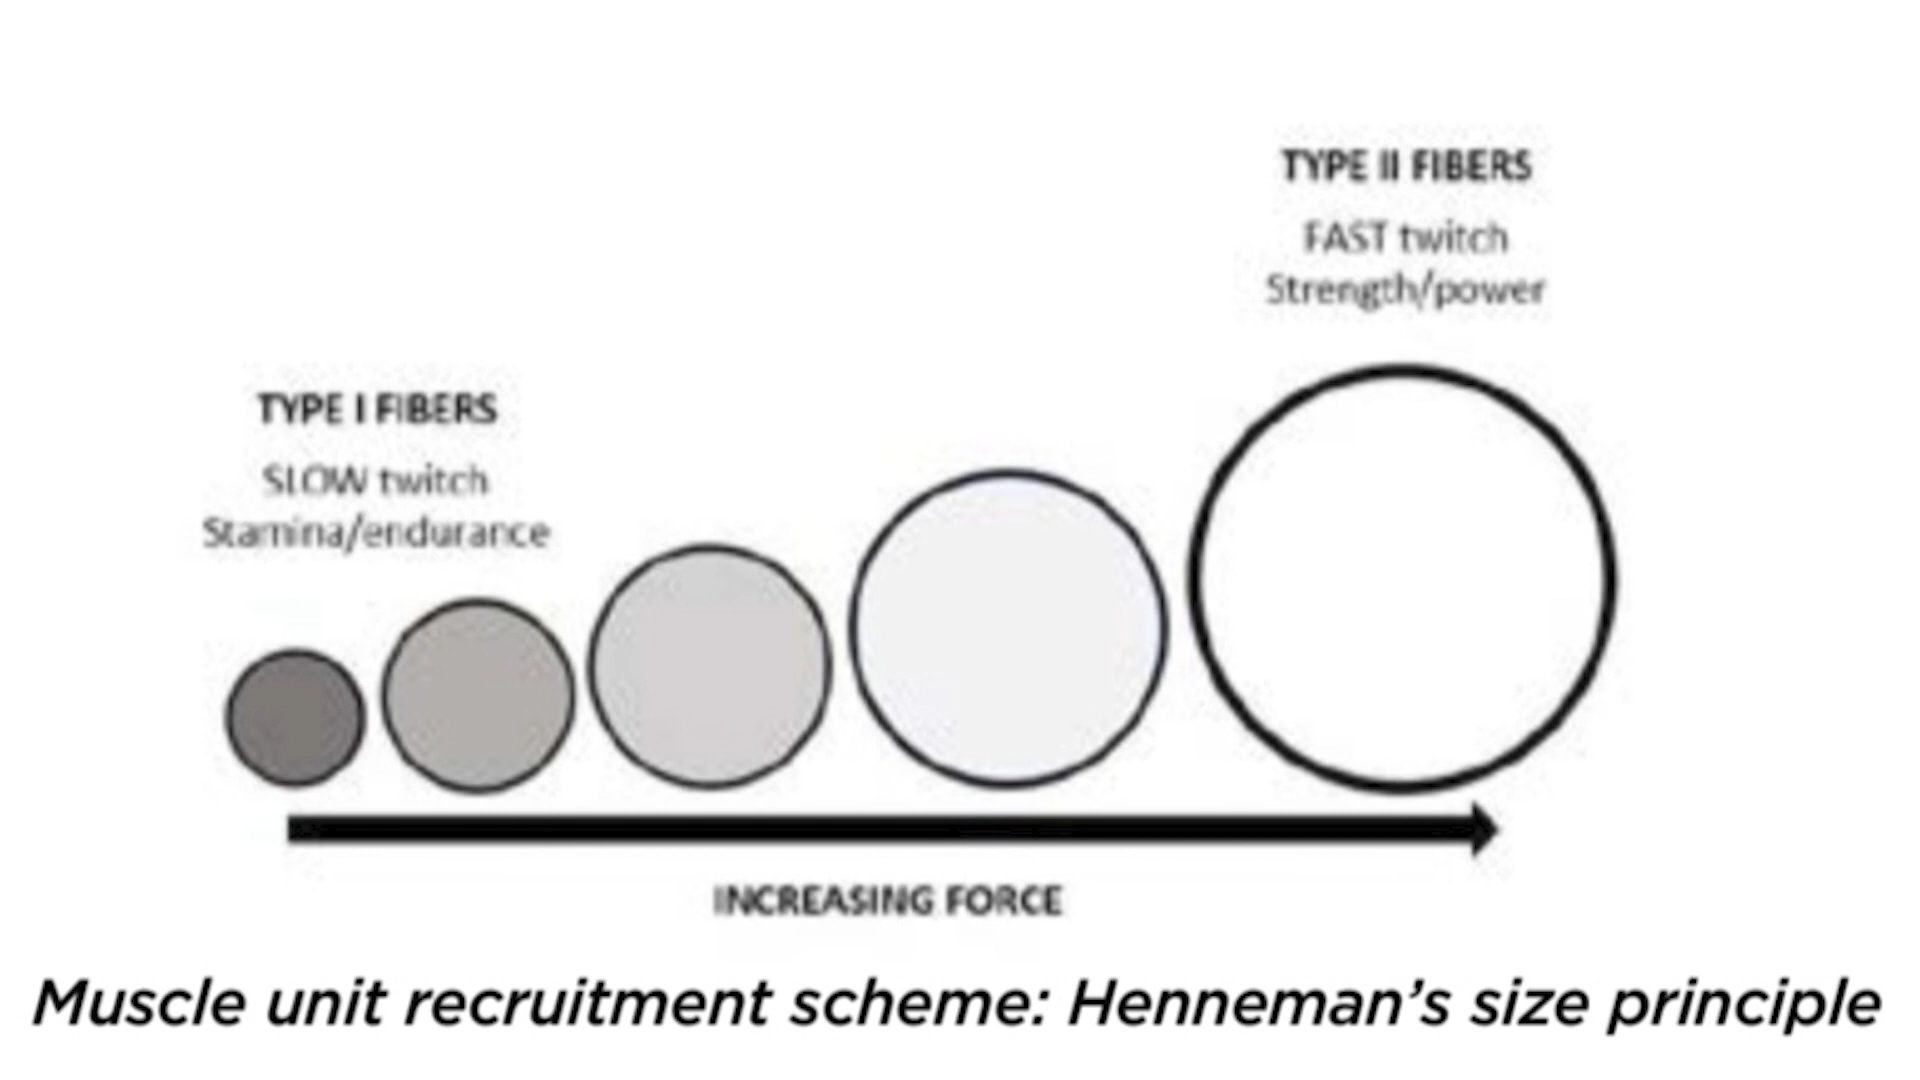 TYPE II FIBERS
FAST twitch
Strength/power
TYPE I FIBERS
SLOW twitch
Stamina/endurance
INCREASING FORCE
Muscle unit recruitment scheme: Henneman’s size principle